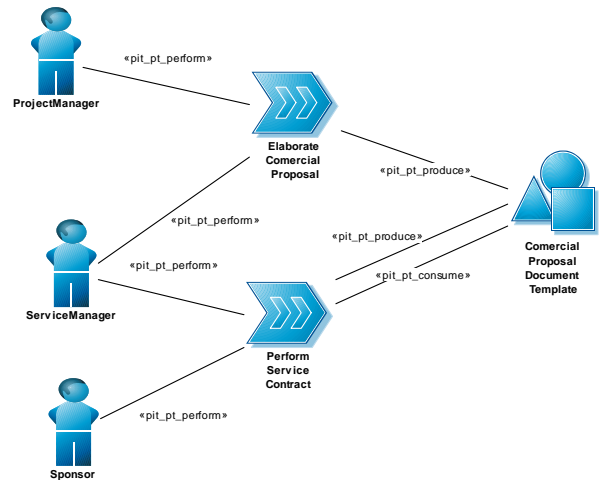 «pit_pt_perform»
ProjectManager
Elaborate
Comercial
Proposal
«pit_pt_produce»
«pit_pt_perform»
«pit_pt_produce»
Comercial
Proposal
Document
Template
«pit_pt_perform»
«pit_pt_consume»
ServiceManager
Perform
Service
Contract
«pit_pt_perform»
Sponsor